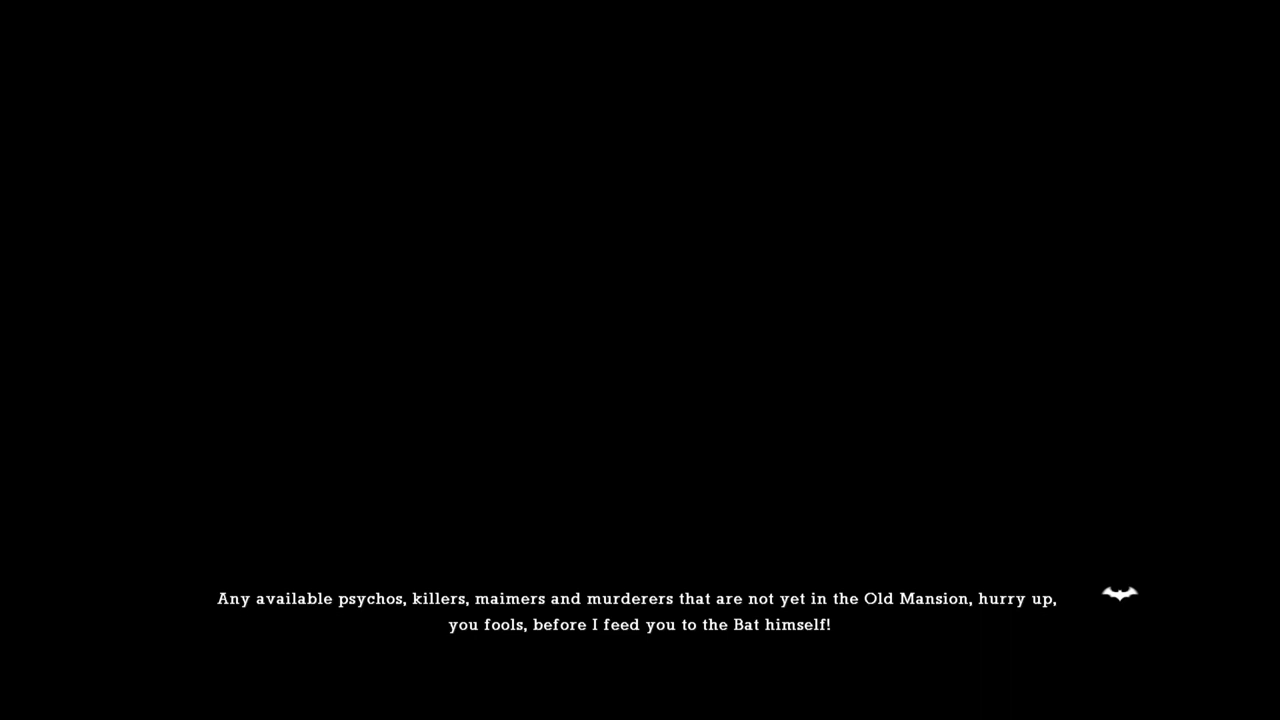 Any available psychos, killers, maimers and murderers that are not yet in the Old Mansion, hurry up,
you fools, before I feed you to the Bat himself!